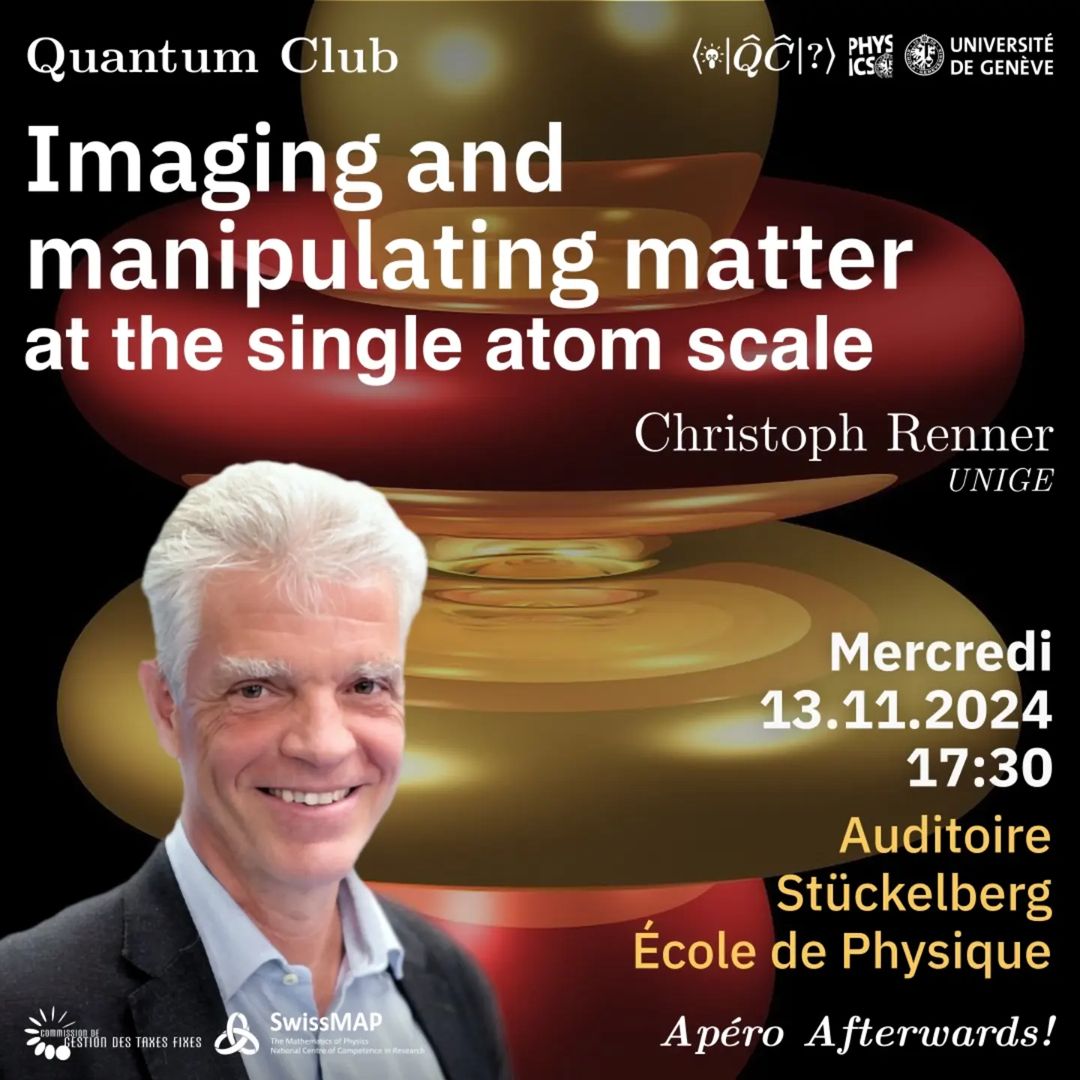 Quantum Club
⟨💡|Q̂Ĉ|?⟩
PHYS
ICS
UNIVERSITÉ
DE GENÈVE
Imaging and
manipulating matter
at the single atom scale
Christoph Renner
UNIGE
Mercredi
13.11.2024
17:30
Auditoire
Stückelberg
École de Physique
Apéro Afterwards!
COMMISSION DE
GESTION DES TAXES FIXES
SwissMAP
The Mathematics of Physics
National Centre of Competence in Research